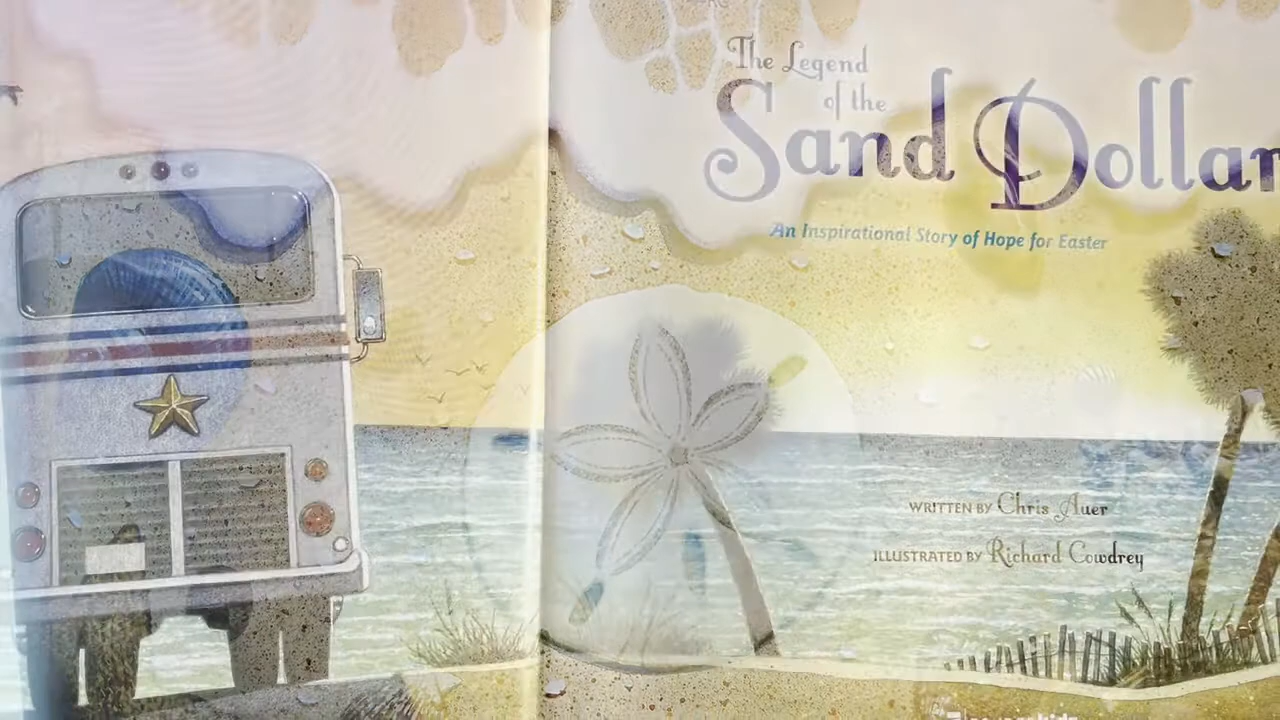 The Legend
of the
Sand Dollar
An Inspirational Story of Hope for Easter
WRITTEN BY Chris Auer
ILLUSTRATED BY Richard Cowdrey